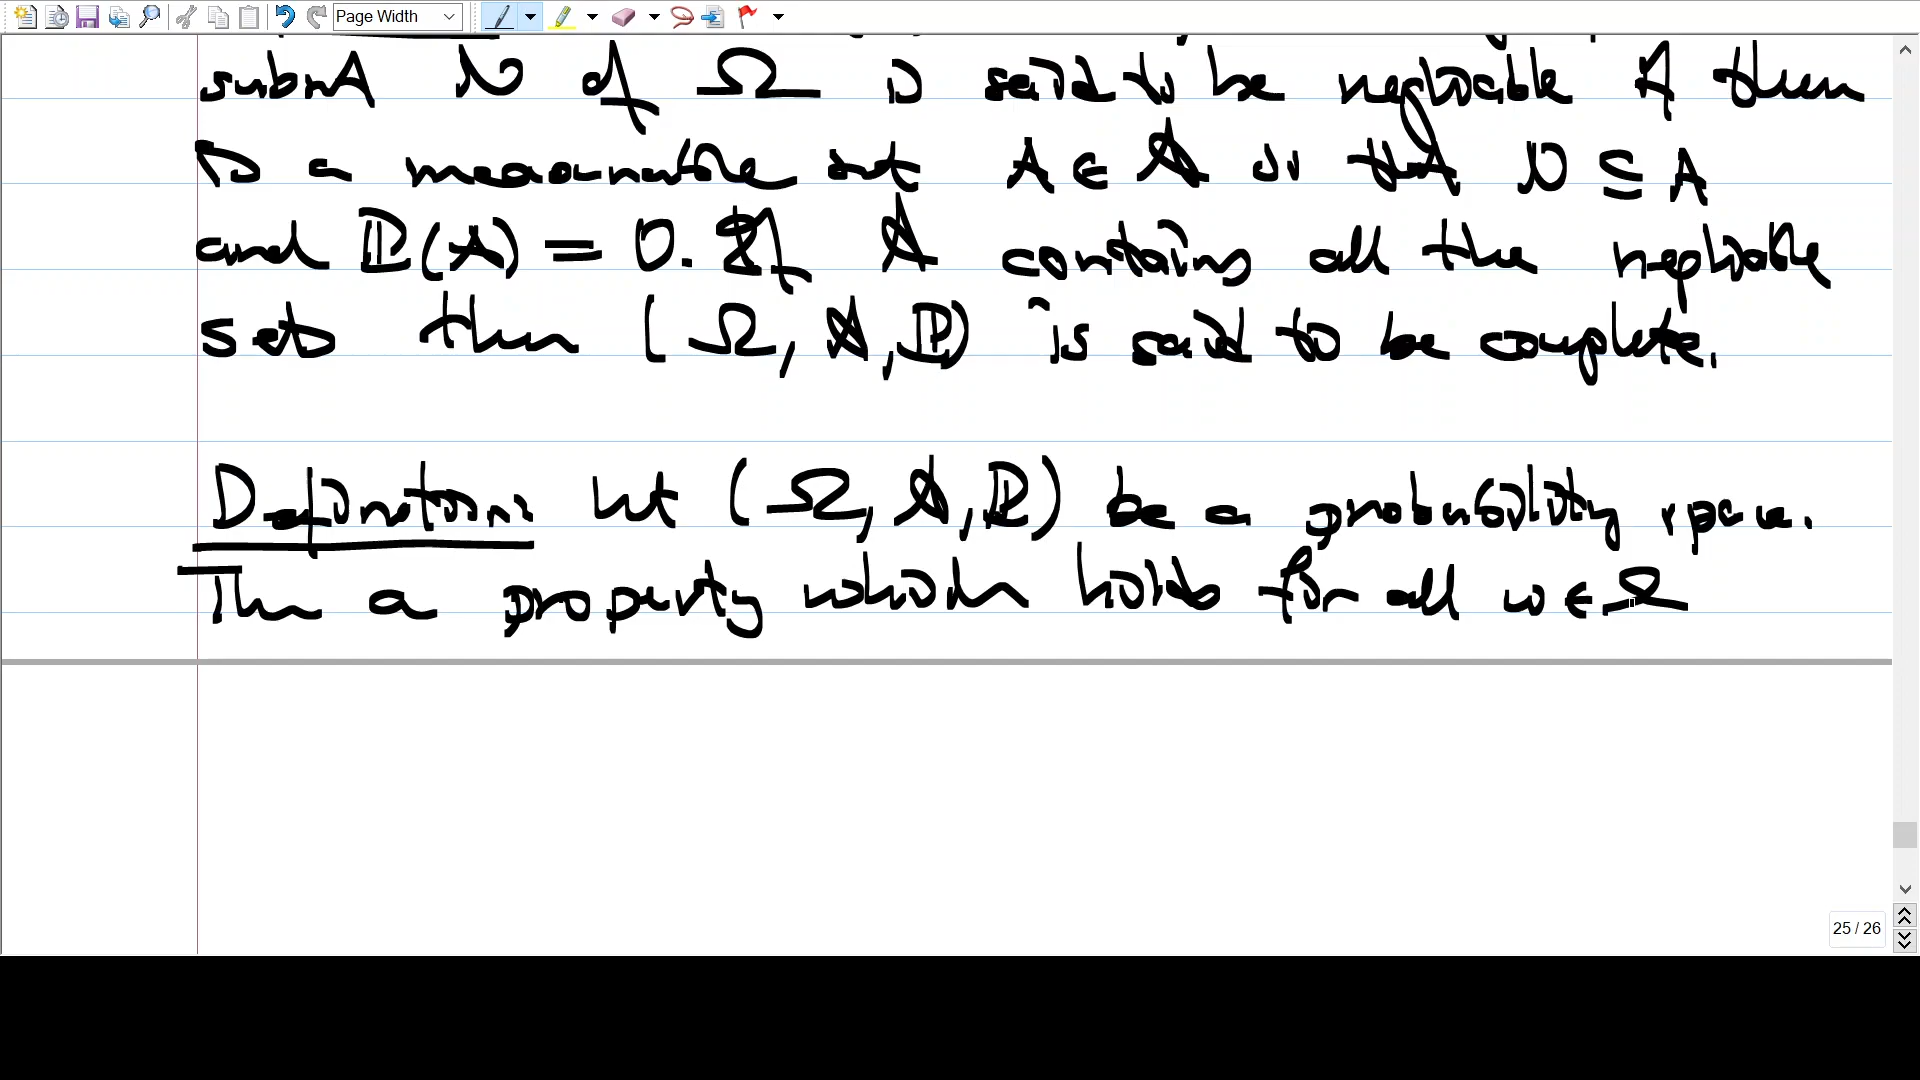 Page Width
subset N of Ω is said to be negligible if there
is a measurable set A ∈ 𝔸 so that N ⊆ A
and ℙ(A) = 0. If 𝔸 contains all the negligible
sets then (Ω, 𝔸, ℙ) is said to be complete.
Definition: Let (Ω, 𝔸, ℙ) be a probability space.
Then a property which holds for all ω ∈ Ω
25 / 26